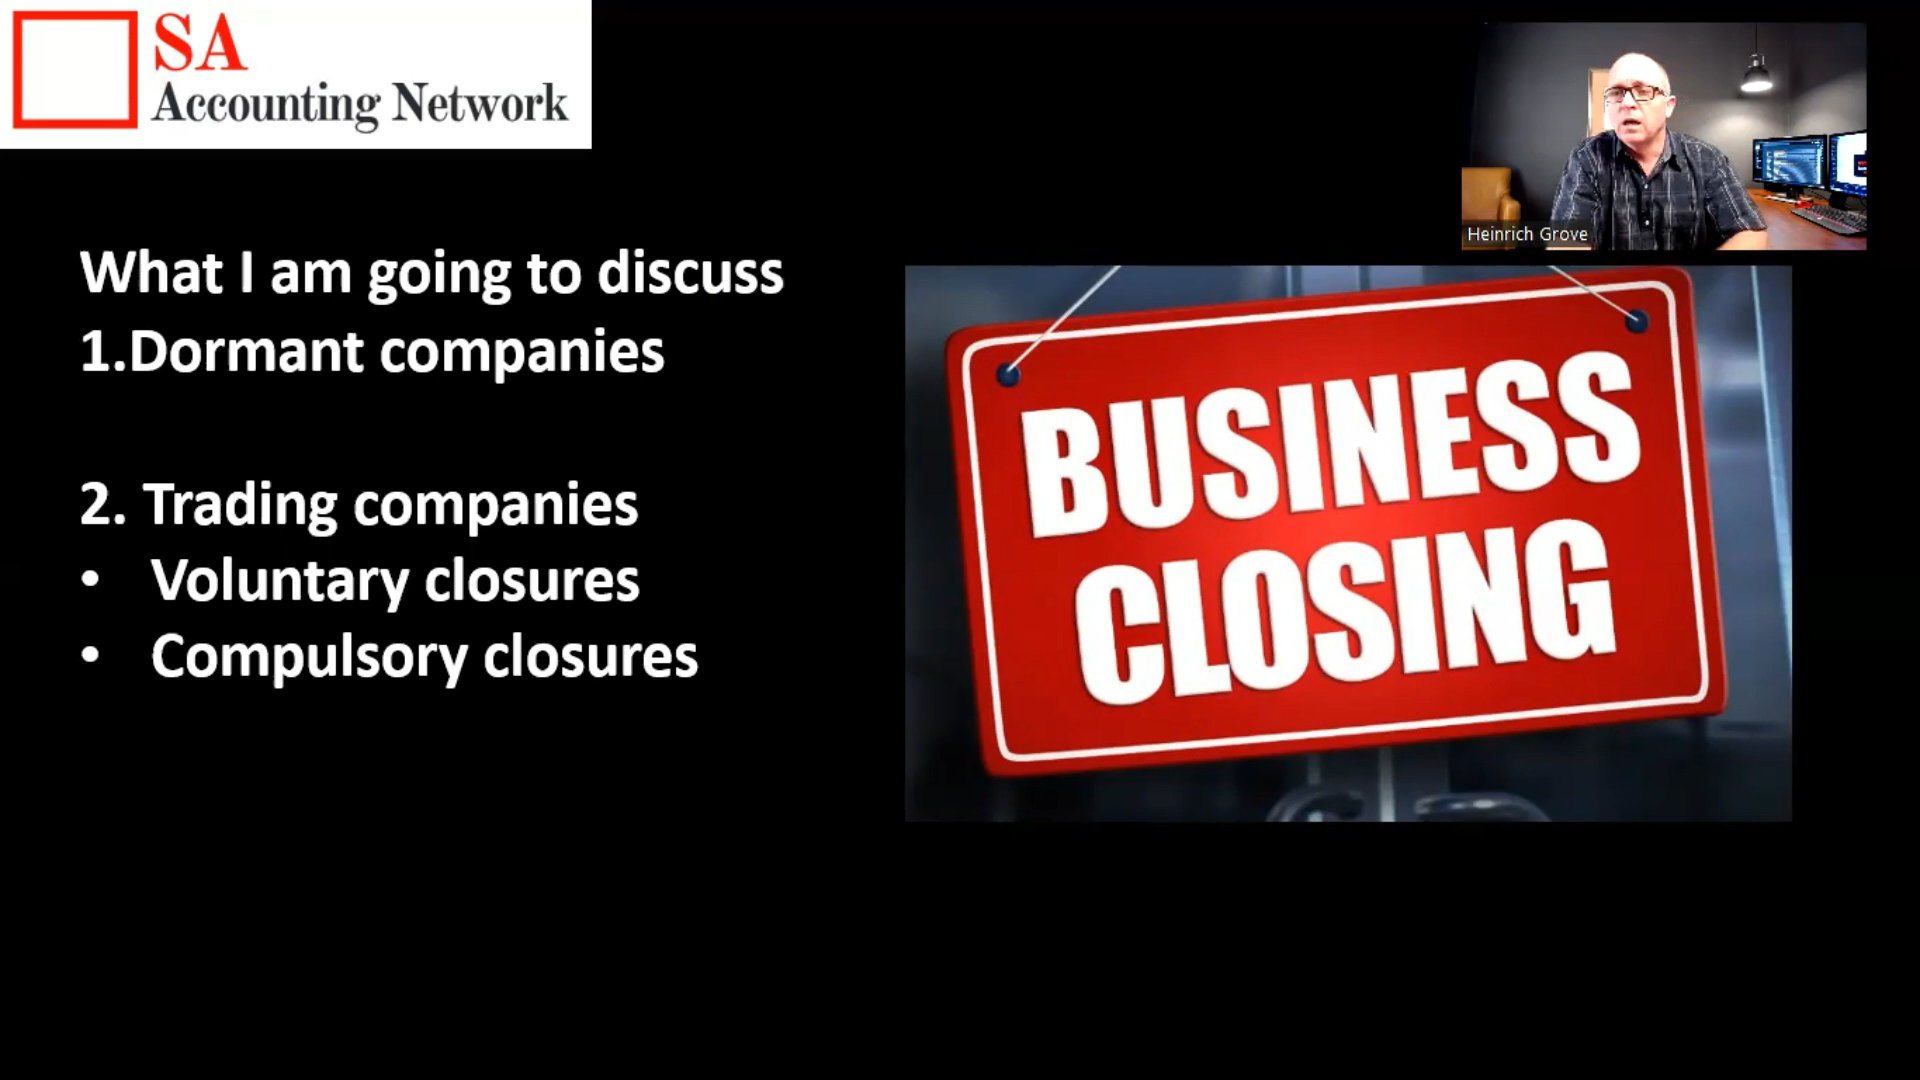 SA
Accounting Network
Heinrich Grove
What I am going to discuss
1.Dormant companies
2. Trading companies
• Voluntary closures
• Compulsory closures
BUSINESS
CLOSING